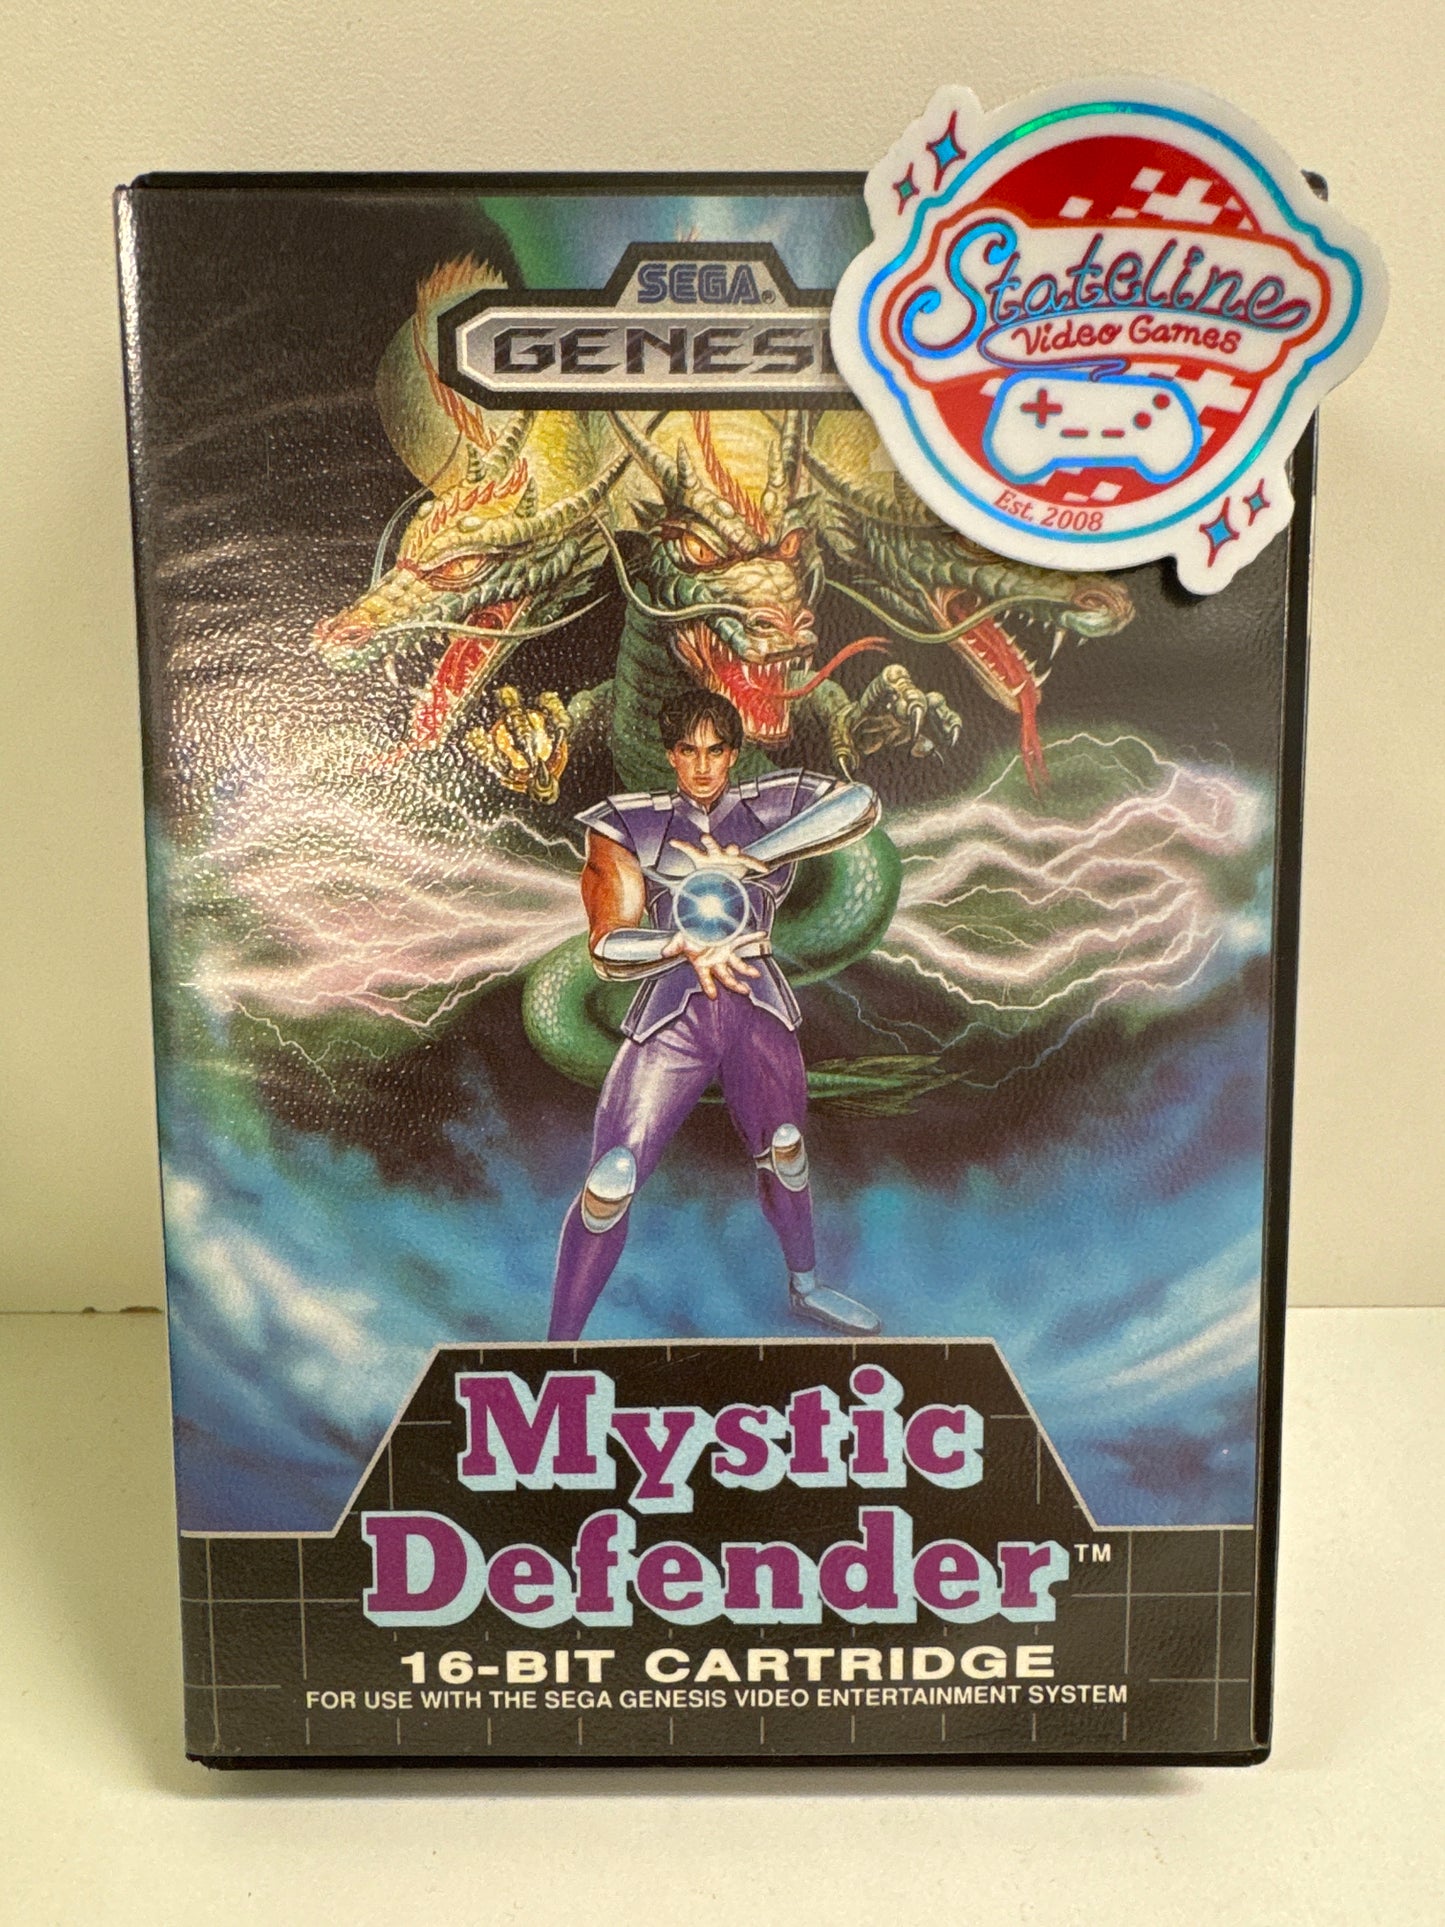 SEGA®
GENESI
Stateline
Video Games
Est. 2008
Mystic
Defender™
16-BIT CARTRIDGE
FOR USE WITH THE SEGA GENESIS VIDEO ENTERTAINMENT SYSTEM